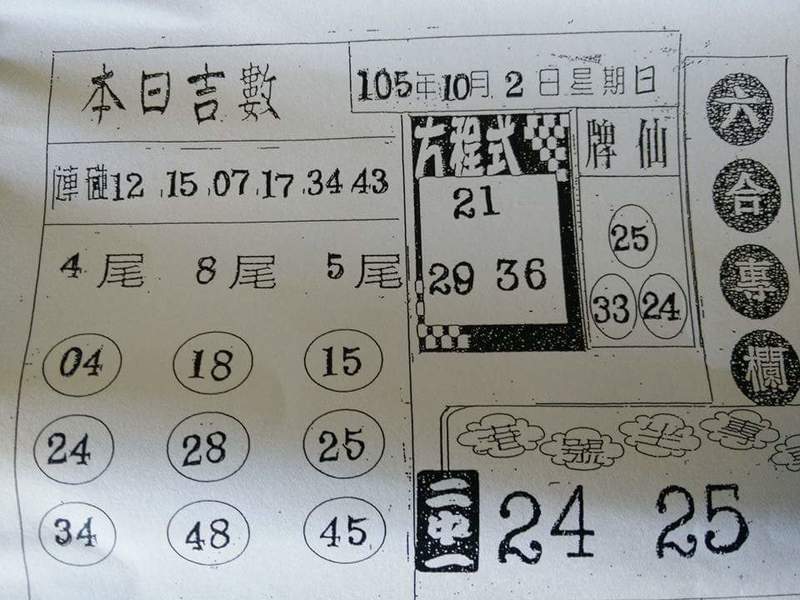 本日吉數
105年10月2日星期日
連碰12 15 07 17 34 43
4尾 8尾 5尾
04 18 15
24 28 25
34 48 45
方程式
21
29 36
牌仙
25
33 24
六合專欄
港號坐專
二中一 24 25